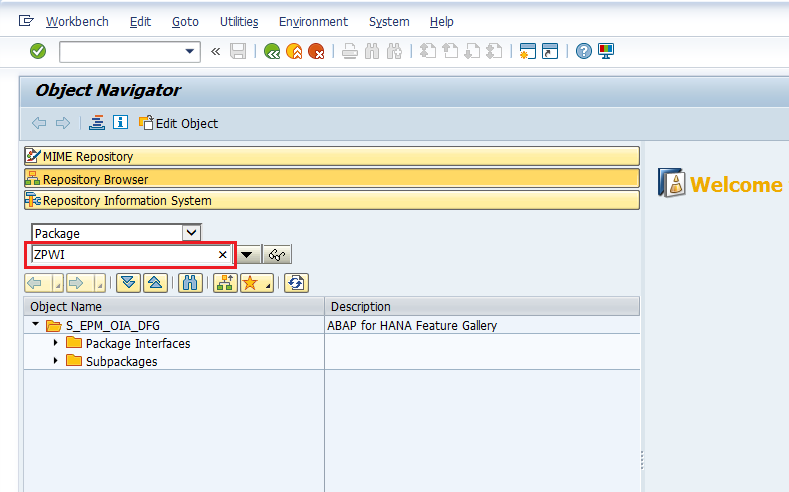 Workbench Edit Goto Utilities Environment System Help
Object Navigator
Edit Object
MIME Repository
Repository Browser
Repository Information System
Welcome
Package
ZPWI
Object Name Description
S_EPM_OIA_DFG ABAP for HANA Feature Gallery
Package Interfaces
Subpackages